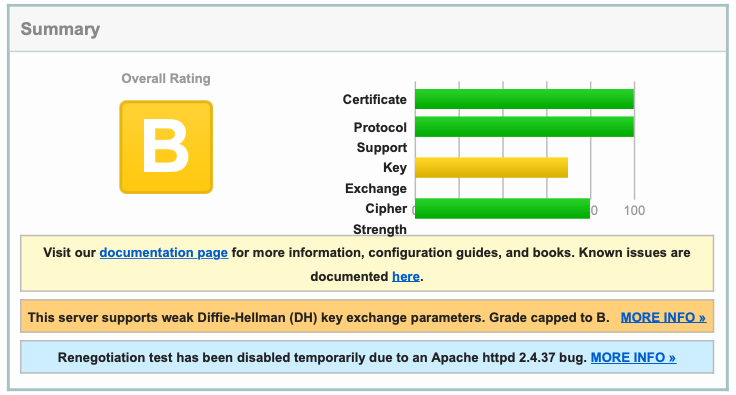 Summary
Overall Rating
B
Certificate
Protocol
Support
Key
Exchange
Cipher
Strength
100
Visit our documentation page for more information, configuration guides, and books. Known issues are
documented here.
This server supports weak Diffie-Hellman (DH) key exchange parameters. Grade capped to B. MORE INFO »
Renegotiation test has been disabled temporarily due to an Apache httpd 2.4.37 bug. MORE INFO »